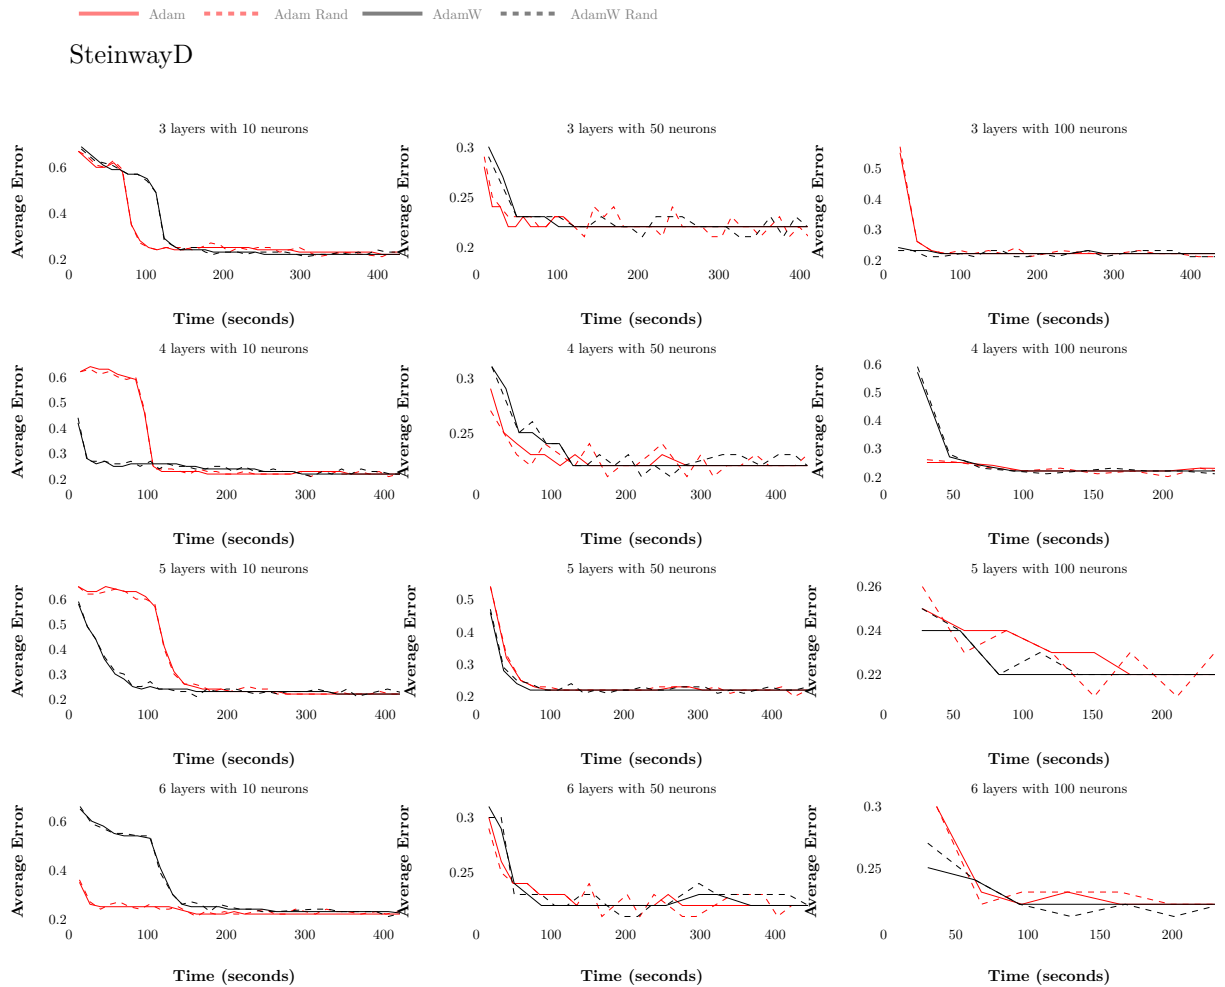 Adam Adam Rand AdamW AdamW Rand
SteinwayD
3 layers with 10 neurons
Average Error
0.6
0.4
0.2
0 100 200 300 400
Time (seconds)
3 layers with 50 neurons
Average Error
0.3
0.25
0.2
0 100 200 300 400
Time (seconds)
3 layers with 100 neurons
Average Error
0.5
0.4
0.3
0.2
0 100 200 300 400
Time (seconds)
4 layers with 10 neurons
Average Error
0.6
0.5
0.4
0.3
0.2
0 100 200 300 400
Time (seconds)
4 layers with 50 neurons
Average Error
0.3
0.25
0 100 200 300 400
Time (seconds)
4 layers with 100 neurons
Average Error
0.6
0.5
0.4
0.3
0.2
0 50 100 150 200
Time (seconds)
5 layers with 10 neurons
Average Error
0.6
0.5
0.4
0.3
0.2
0 100 200 300 400
Time (seconds)
5 layers with 50 neurons
Average Error
0.5
0.4
0.3
0.2
0 100 200 300 400
Time (seconds)
5 layers with 100 neurons
Average Error
0.26
0.24
0.22
0 50 100 150 200
Time (seconds)
6 layers with 10 neurons
Average Error
0.6
0.4
0.2
0 100 200 300 400
Time (seconds)
6 layers with 50 neurons
Average Error
0.3
0.25
0 100 200 300 400
Time (seconds)
6 layers with 100 neurons
Average Error
0.3
0.25
0 50 100 150 200
Time (seconds)